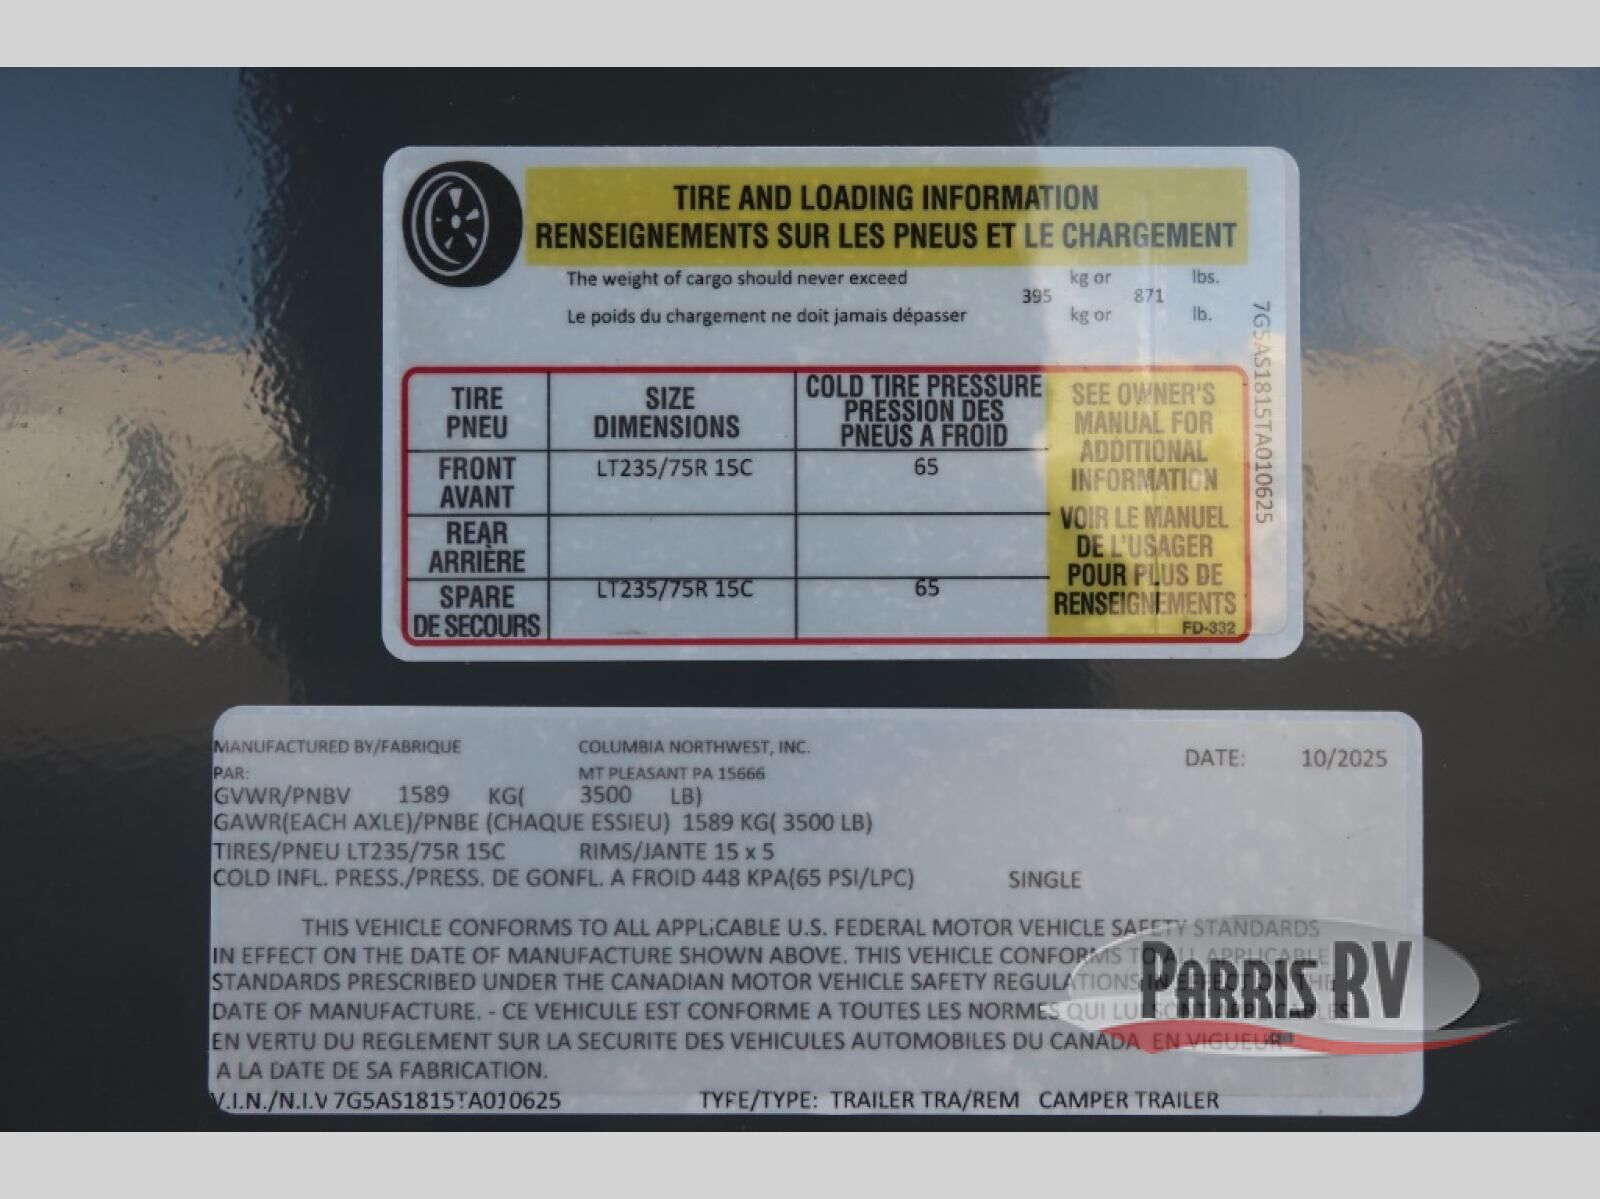 TIRE AND LOADING INFORMATION
RENSEIGNEMENTS SUR LES PNEUS ET LE CHARGEMENT
The weight of cargo should never exceed kg or lbs.
395 871
Le poids du chargement ne doit jamais dépasser kg or lb.
7G5AS1815TA010625
TIRE SIZE COLD TIRE PRESSURE
PNEU DIMENSIONS PRESSION DES
PNEUS A FROID
FRONT LT235/75R 15C 65
AVANT
REAR
ARRIÈRE
SPARE LT235/75R 15C 65
DE SECOURS
SEE OWNER'S
MANUAL FOR
ADDITIONAL
INFORMATION
VOIR LE MANUEL
DE L'USAGER
POUR PLUS DE
RENSEIGNEMENTS
FD-332
MANUFACTURED BY/FABRIQUE COLUMBIA NORTHWEST, INC. DATE: 10/2025
PAR: MT PLEASANT PA 15666
GVWR/PNBV 1589 KG( 3500 LB)
GAWR(EACH AXLE)/PNBE (CHAQUE ESSIEU) 1589 KG( 3500 LB)
TIRES/PNEU LT235/75R 15C RIMS/JANTE 15 x 5
COLD INFL. PRESS./PRESS. DE GONFL. A FROID 448 KPA(65 PSI/LPC) SINGLE
THIS VEHICLE CONFORMS TO ALL APPLiCABLE U.S. FEDERAL MOTOR VEHICLE SAFETY STANDARDS
IN EFFECT ON THE DATE OF MANUFACTURE SHOWN ABOVE. THIS VEHICLE CONFORMS TO ALL APPLICABLE
STANDARDS PRESCRIBED UNDER THE CANADIAN MOTOR VEHICLE SAFETY REGULATIONS
DATE OF MANUFACTURE. - CE VEHICULE EST CONFORME A TOUTES LES NORMES QUI LUI SONT APPLICABLES
EN VERTU DU REGLEMENT SUR LA SECURITE DES VEHICULES AUTOMOBILES DU CANADA EN VIGUEUR
A LA DATE DE SA FABRICATION.
V.I.N./N.I.V 7G5AS1815TA010625 TYPE/TYPE: TRAILER TRA/REM CAMPER TRAILER
PARRIS RV